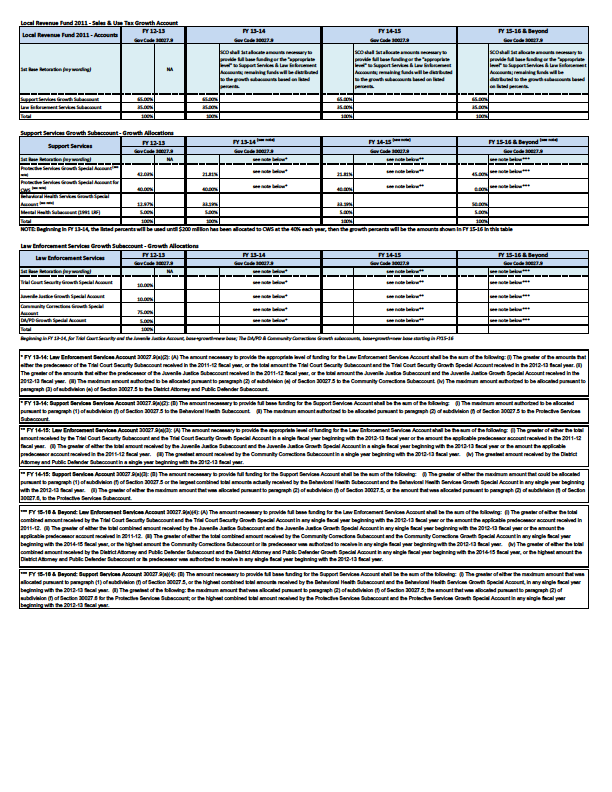 Local Revenue Fund 2011 - Sales & Use Tax Growth Account
Local Revenue Fund 2011 - Accounts FY 12-13 FY 13-14 FY 14-15 FY 15-16 & Beyond
Gov Code 30027.9 Gov Code 30027.9 Gov Code 30027.9 Gov Code 30027.9
1st Base Retoration (my wording) NA
SCO shall 1st allocate amounts necessary to provide full base funding or the "appropriate level" to Support Services & Law Enforcement Accounts; remaining funds will be distributed to the growth subaccounts based on listed percents.
SCO shall 1st allocate amounts necessary to provide full base funding or the "appropriate level" to Support Services & Law Enforcement Accounts; remaining funds will be distributed to the growth subaccounts based on listed percents.
SCO shall 1st allocate amounts necessary to provide full base funding or the "appropriate level" to Support Services & Law Enforcement Accounts; remaining funds will be distributed to the growth subaccounts based on listed percents.
Support Services Growth Subaccount 65.00% 65.00% 65.00% 65.00%
Law Enforcement Services Subaccount 35.00% 35.00% 35.00% 35.00%
Total 100% 100% 100% 100%
Support Services Growth Subaccount - Growth Allocations
Support Services FY 12-13 FY 13-14 (see note) FY 14-15 (see note) FY 15-16 & Beyond (see note)
Gov Code 30027.9 Gov Code 30027.9 Gov Code 30027.9 Gov Code 30027.9
1st Base Retoration (my wording) NA see note below* see note below** see note below***
Protective Services Growth Special Account (see note) 42.03% 21.81% see note below* 21.81% see note below** 45.00% see note below***
Protective Services Growth Special Account for CWS (see note) 40.00% 40.00% see note below* 40.00% see note below** 0.00% see note below***
Behavioral Health Services Growth Special Account (see note) 12.97% 33.19% 33.19% 50.00%
Mental Health Subaccount (1991 LRF) 5.00% 5.00% 5.00% 5.00%
Total 100% 100% 100% 100%
NOTE: Beginning in FY 13-14, the listed percents will be used until $200 million has been allocated to CWS at the 40% each year, then the growth percents will be the amounts shown in FY 15-16 in this table
Law Enforcement Services Growth Subaccount - Growth Allocations
Law Enforcement Services FY 12-13 FY 13-14 FY 14-15 FY 15-16 & Beyond
Gov Code 30027.9 Gov Code 30027.9 Gov Code 30027.9 Gov Code 30027.9
1st Base Retoration (my wording) NA see note below* see note below** see note below***
Trial Court Security Growth Special Account 10.00% see note below* see note below** see note below***
Juvenile Justice Growth Special Account 10.00% see note below* see note below** see note below***
Community Corrections Growth Special Account 75.00% see note below* see note below** see note below***
DA/PD Growth Special Account 5.00% see note below* see note below** see note below***
Total 100%
Beginning in FY 13-14, for Trial Court Security and the Juvenile Justice Account, base+growth=new base; The DA/PD & Community Corrections Growth subaccounts, base+growth=new base starting in FY15-16
* FY 13-14: Law Enforcement Services Account 30027.9(a)(2): (A) The amount necessary to provide the appropriate level of funding for the Law Enforcement Services Account shall be the sum of the following: (i) The greater of the amounts that
either the predecessor of the Trial Court Security Subaccount received in the 2011-12 fiscal year, or the total amount the Trial Court Security Subaccount and the Trial Court Security Growth Special Account received in the 2012-13 fiscal year. (ii)
The greater of the amounts that either the predecessor of the Juvenile Justice Subaccount received in the 2011-12 fiscal year, or the total amount the Juvenile Justice Subaccount and the Juvenile Justice Growth Special Account received in the
2012-13 fiscal year. (iii) The maximum amount authorized to be allocated pursuant to paragraph (2) of subdivision (e) of Section 30027.5 to the Community Corrections Subaccount. (iv) The maximum amount authorized to be allocated pursuant to
paragraph (3) of subdivision (e) of Section 30027.5 to the District Attorney and Public Defender Subaccount.
* FY 13-14: Support Services Account 30027.9(a)(2): (B) The amount necessary to provide full base funding for the Support Services Account shall be the sum of the following: (i) The maximum amount authorized to be allocated
pursuant to paragraph (1) of subdivision (f) of Section 30027.5 to the Behavioral Health Subaccount. (ii) The maximum amount authorized to be allocated pursuant to paragraph (2) of subdivision (f) of Section 30027.5 to the Protective Services
Subaccount.
** FY 14-15: Law Enforcement Services Account 30027.9(a)(3): (A) The amount necessary to provide the appropriate level of funding for the Law Enforcement Services Account shall be the sum of the following: (i) The greater of either the total
amount received by the Trial Court Subaccount and the Trial Court Security Growth Special Account in a single fiscal year beginning with the 2012-13 fiscal year or the amount the applicable predecessor account received in the 2011-12
fiscal year. (ii) The greater of either the total amount received by the Juvenile Justice Subaccount and the Juvenile Justice Growth Special Account in a single fiscal year beginning with the 2012-13 fiscal year or the amount the applicable
predecessor account received in the 2011-12 fiscal year. (iii) The greatest amount received by the Community Corrections Subaccount in a single fiscal year beginning with the 2012-13 fiscal year. (iv) The greatest amount received by the District
Attorney and Public Defender Subaccount in a single year beginning with the 2012-13 fiscal year.
** FY 14-15: Support Services Account 30027.9(a)(3): (B) The amount necessary to provide full funding for the Support Services Account shall be the sum of the following: (i) The greater of either the maximum amount that could be allocated
pursuant to paragraph (1) of subdivision (f) of Section 30027.5 or the largest combined total amounts actually received by the Behavioral Health Subaccount and the Behavioral Health Services Growth Special Account in any single year beginning
with the 2012-13 fiscal year. (ii) The greater of either the maximum amount that was allocated pursuant to paragraph (2) of subdivision (f) of Section 30027.5, or the amount that was allocated pursuant to paragraph (2) of subdivision (f) of Section
30027.6, to the Protective Services Subaccount.
*** FY 15-16 & Beyond: Law Enforcement Services Account 30027.9(a)(4): (A) The amount necessary to provide full base funding for the Law Enforcement Services Account shall be the sum of the following: (i) The greater of either the total
combined amount received by the Trial Court Security Subaccount and the Trial Court Security Growth Special Account in any single fiscal year beginning with the 2012-13 fiscal year or the amount the applicable predecessor account received in
2011-12. (ii) The greater of either the total combined amount received by the Juvenile Justice Subaccount and the Juvenile Justice Growth Special Account in any single fiscal year beginning with the 2012-13 fiscal year or the amount the
applicable predecessor account received in 2011-12. (iii) The greater of either the total combined amount received by the Community Corrections Subaccount and the Community Corrections Growth Special Account in any single fiscal year
beginning with the 2014-15 fiscal year, or the highest amount the Community Corrections Subaccount or its predecessor was authorized to receive in any single fiscal year beginning with the 2012-13 fiscal year. (iv) The greater of either the total
combined amount received by the District Attorney and Public Defender Subaccount and the District Attorney and Public Defender Growth Special Account in any single fiscal year beginning with the 2014-15 fiscal year, or the highest amount the
District Attorney and Public Defender Subaccount or its predecessor was authorized to receive in any single fiscal year beginning with the 2012-13 fiscal year.
*** FY 15-16 & Beyond: Support Services Account 30027.9(a)(4): (B) The amount necessary to provide full base funding for the Support Services Account shall be the sum of the following: (i) The greater of either the maximum amount that was
allocated pursuant to paragraph (1) of subdivision (f) of Section 30027.5, or the highest combined total amounts received by the Behavioral Health Subaccount and the Behavioral Health Services Growth Special Account, in any single fiscal year
beginning with the 2012-13 fiscal year. (ii) The greatest of the following: the maximum amount that was allocated pursuant to paragraph (2) of subdivision (f) of Section 30027.5; the amount that was allocated pursuant to paragraph (2) of
subdivision (f) of Section 30027.6 for the Protective Services Subaccount; or the highest combined total amount received by the Protective Services Subaccount and the Protective Services Growth Special Account in any single fiscal year
beginning with the 2012-13 fiscal year.